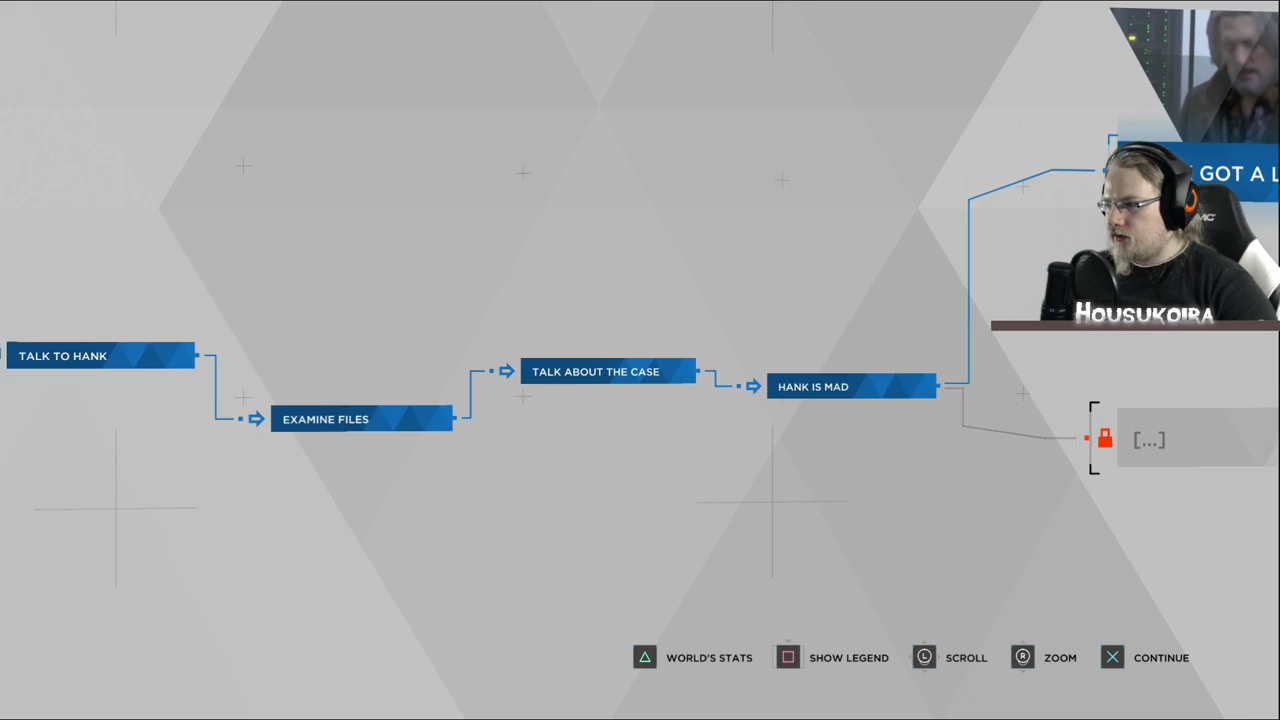 GOT A L
HOUSUKOIRA
TALK TO HANK
TALK ABOUT THE CASE
HANK IS MAD
EXAMINE FILES
[...]
WORLD'S STATS
SHOW LEGEND
L
SCROLL
R
ZOOM
CONTINUE